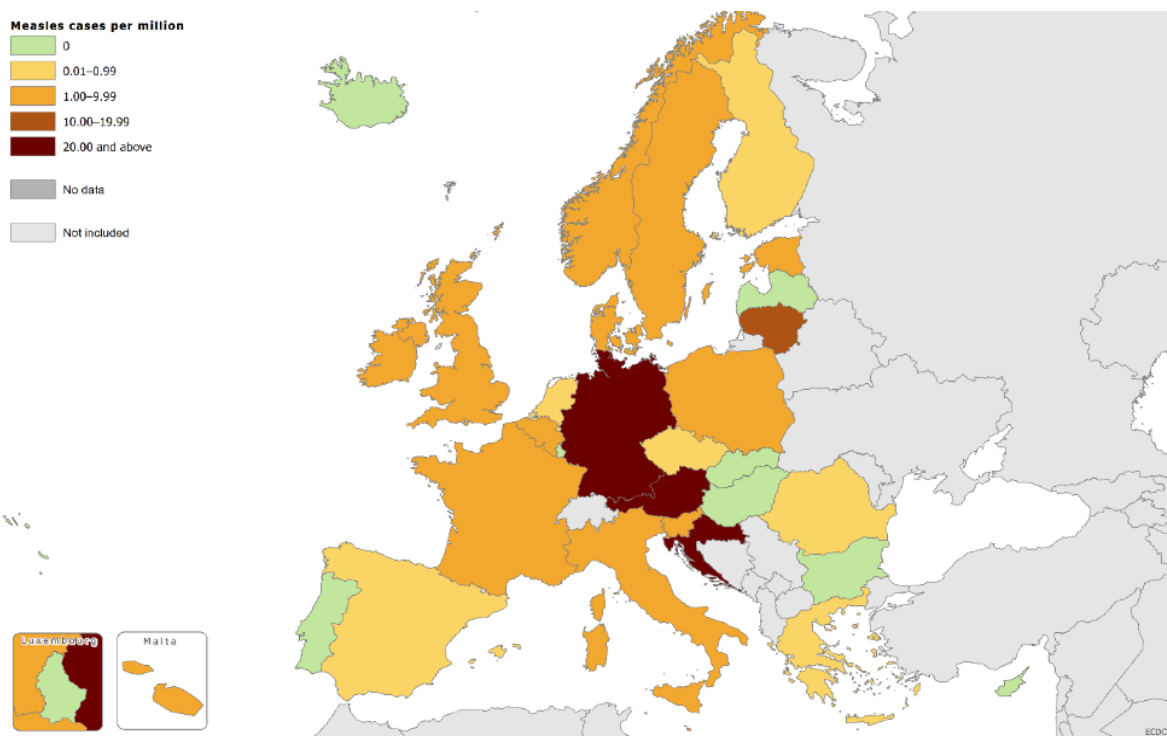 Measles cases per million
0
0.01–0.99
1.00–9.99
10.00–19.99
20.00 and above
No data
Not included
Luxembourg
Malta
ECDC